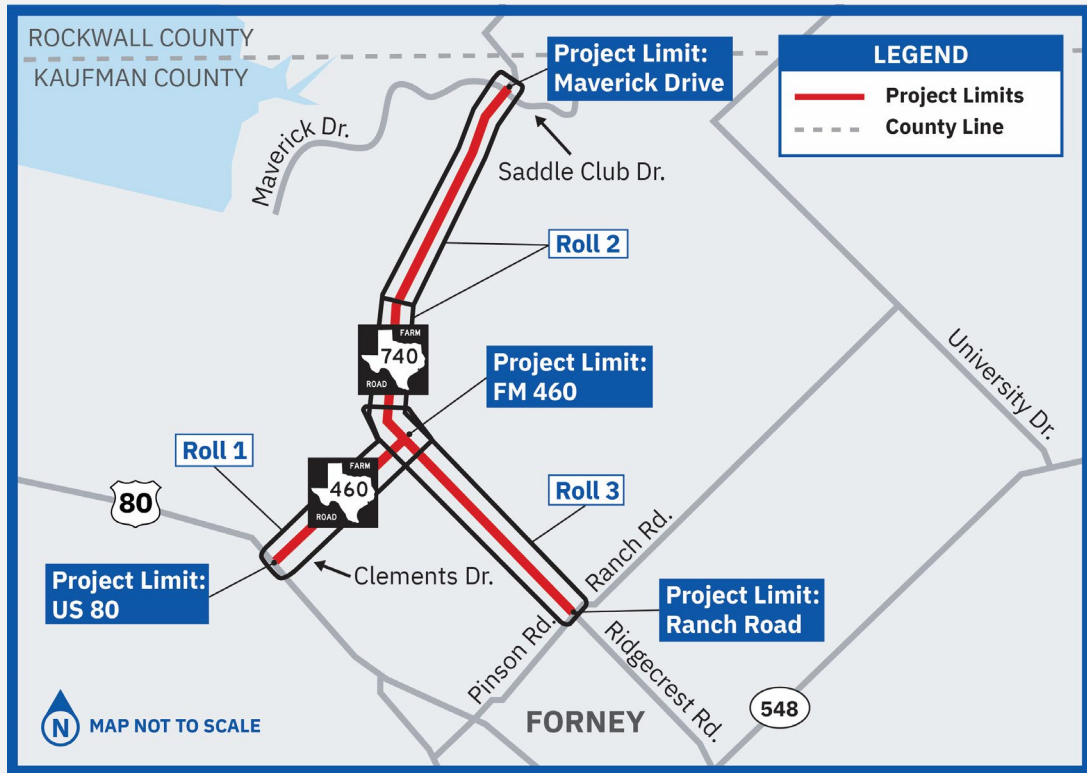 ROCKWALL COUNTY
KAUFMAN COUNTY
Project Limit:
Maverick Drive
LEGEND
Project Limits
County Line
Maverick Dr.
Saddle Club Dr.
Roll 2
FARM
740
ROAD
Project Limit:
FM 460
University Dr.
Roll 1
FARM
460
ROAD
80
Roll 3
Ranch Rd.
Clements Dr.
Project Limit:
US 80
Project Limit:
Ranch Road
Pinson Rd.
Ridgecrest Rd.
548
FORNEY
N
MAP NOT TO SCALE